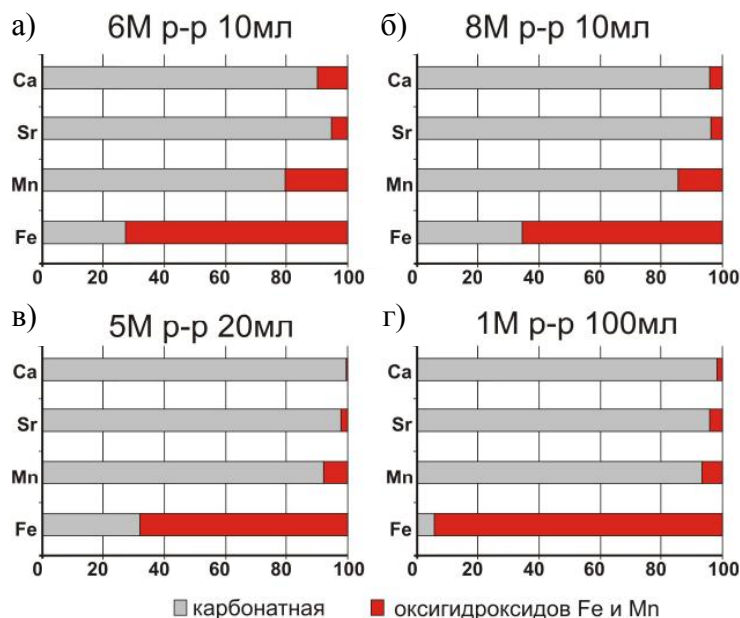 а) 6М р-р 10мл
Ca
Sr
Mn
Fe
0 20 40 60 80 100
б) 8М р-р 10мл
Ca
Sr
Mn
Fe
0 20 40 60 80 100
в) 5М р-р 20мл
Ca
Sr
Mn
Fe
0 20 40 60 80 100
г) 1М р-р 100мл
Ca
Sr
Mn
Fe
0 20 40 60 80 100
карбонатная оксигидроксидов Fe и Mn